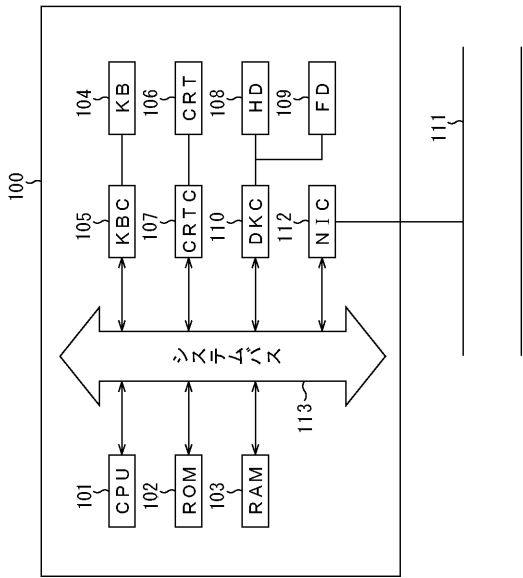 100
101
CPU
102
ROM
103
RAM
システムバス
113
105
KBC
107
CRTC
110
DKC
112
NIC
104
KB
106
CRT
108
HD
109
FD
111